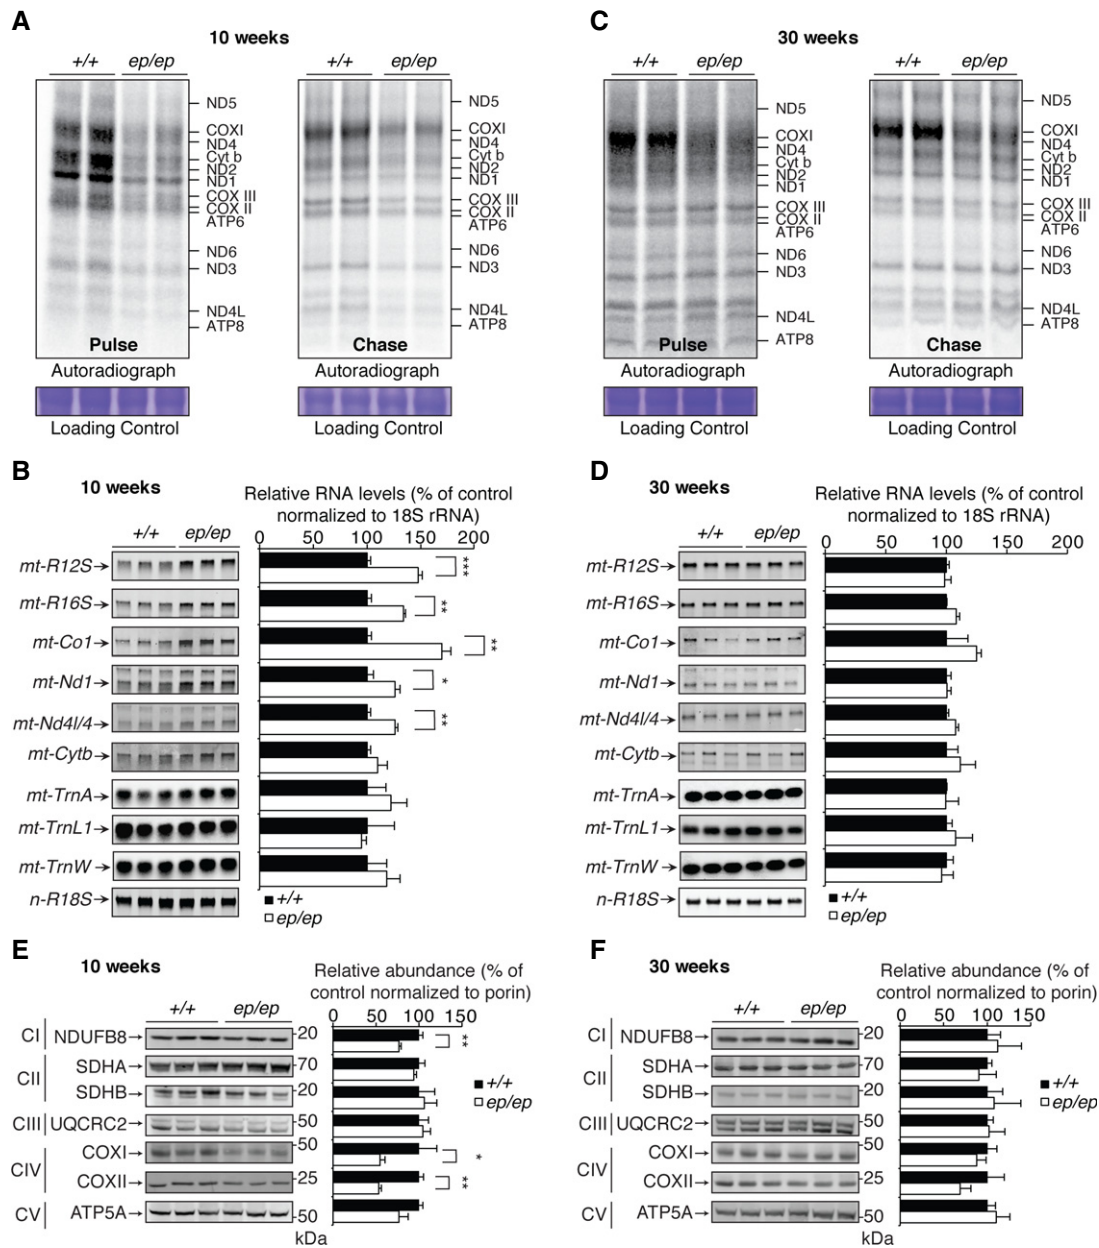 A
10 weeks
+/+ ep/ep
+/+ ep/ep
ND5
COXI
ND4
Cyt b
ND2
ND1
COX III
COX II
ATP6
ND6
ND3
ND4L
ATP8
Pulse
Autoradiograph
Loading Control
ND5
COXI
ND4
Cyt b
ND2
ND1
COX III
COX II
ATP6
ND6
ND3
ND4L
ATP8
Chase
Autoradiograph
Loading Control
C
30 weeks
+/+ ep/ep
+/+ ep/ep
ND5
COXI
ND4
Cyt b
ND2
ND1
COX III
COX II
ATP6
ND6
ND3
ND4L
ATP8
Pulse
Autoradiograph
Loading Control
ND5
COXI
ND4
Cyt b
ND2
ND1
COX III
COX II
ATP6
ND6
ND3
ND4L
ATP8
Chase
Autoradiograph
Loading Control
B
10 weeks
Relative RNA levels (% of control
normalized to 18S rRNA)
+/+ ep/ep
0 50 100 150 200
mt-R12S→ ***
mt-R16S→ **
mt-Co1→ **
mt-Nd1→ *
mt-Nd4l/4→ **
mt-Cytb→
mt-TrnA→
mt-TrnL1→
mt-TrnW→
n-R18S→
+/+
ep/ep
D
30 weeks
Relative RNA levels (% of control
normalized to 18S rRNA)
+/+ ep/ep
0 50 100 150 200
mt-R12S→
mt-R16S→
mt-Co1→
mt-Nd1→
mt-Nd4l/4→
mt-Cytb→
mt-TrnA→
mt-TrnL1→
mt-TrnW→
n-R18S→
+/+
ep/ep
E
10 weeks
Relative abundance (% of
control normalized to porin)
+/+ ep/ep
0 50 100 150
CI NDUFB8→ 20 **
CII SDHA→ 70
SDHB→ 20
CIII UQCRC2→ 50
CIV COXI→ 50 *
COXII→ 25 **
CV ATP5A→ 50
kDa
+/+
ep/ep
F
30 weeks
Relative abundance (% of
control normalized to porin)
+/+ ep/ep
0 50 100 150
CI NDUFB8→ 20
CII SDHA→ 70
SDHB→ 20
CIII UQCRC2→ 50
CIV COXI→ 50
COXII→ 25
CV ATP5A→ 50
kDa
+/+
ep/ep